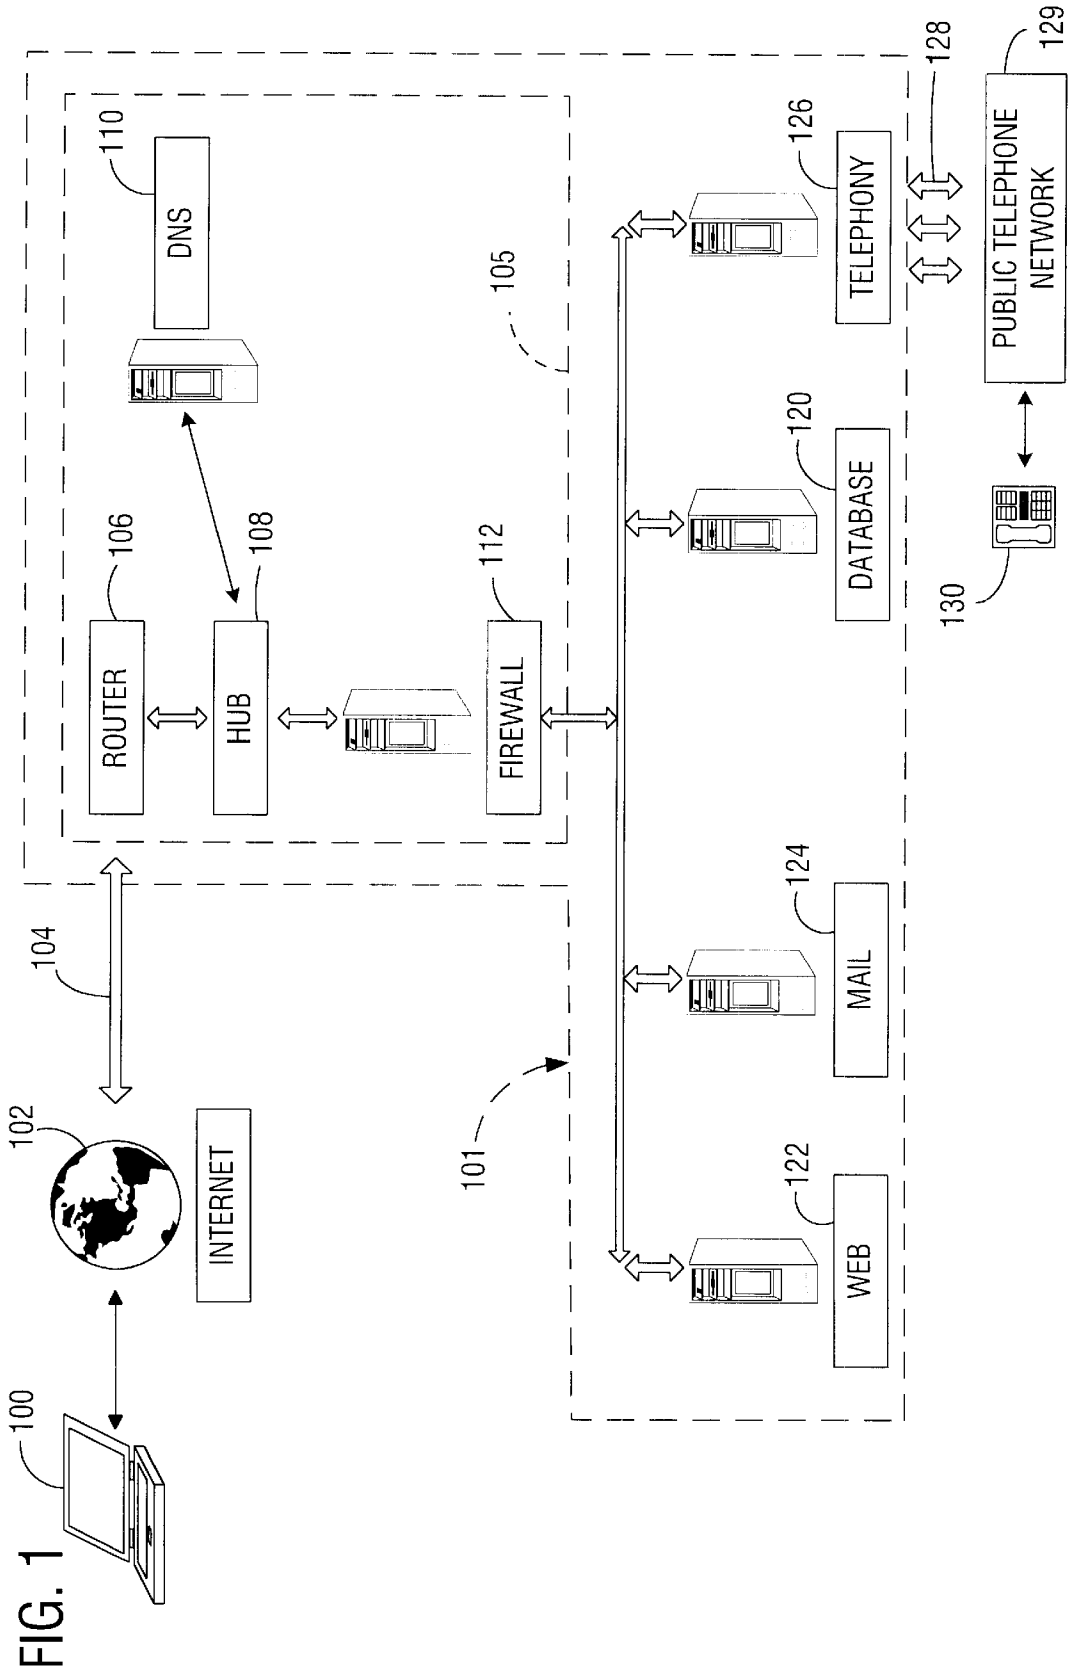 FIG. 1
100
102
INTERNET
104
101
105
ROUTER
106
HUB
108
DNS
110
FIREWALL
112
WEB
122
MAIL
124
DATABASE
120
TELEPHONY
126
128
PUBLIC TELEPHONE
NETWORK
129
130